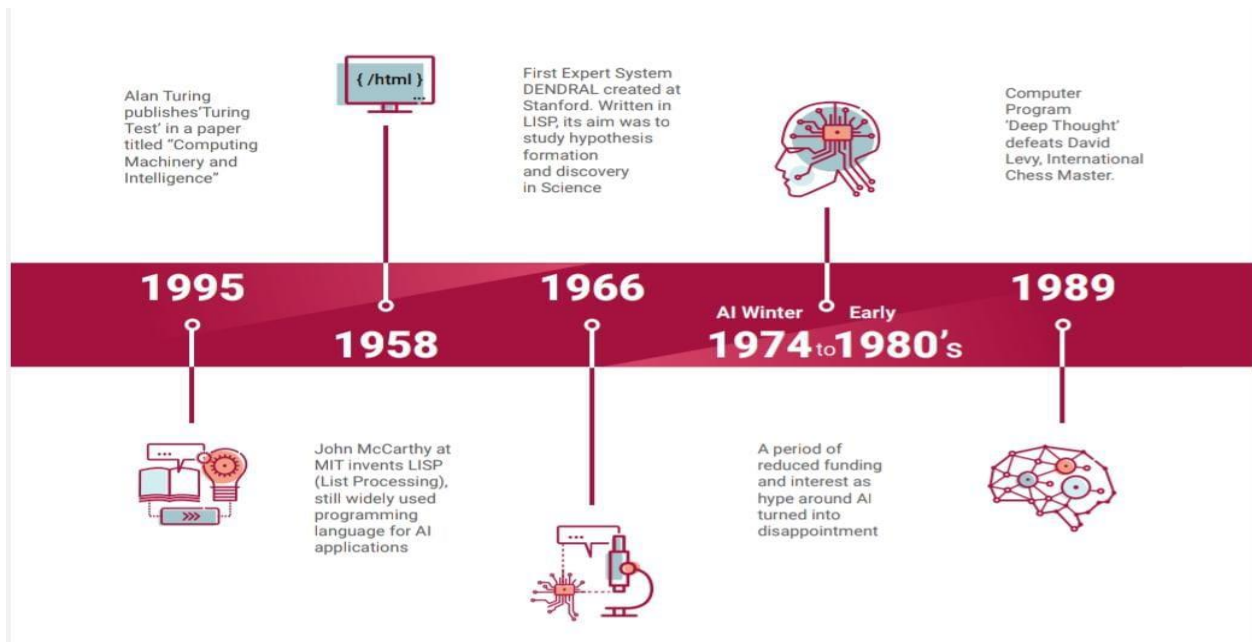 Alan Turing
publishes‘Turing
Test’ in a paper
titled “Computing
Machinery and
Intelligence”
1995
{ /html }
...
1958
John McCarthy at
MIT invents LISP
(List Processing),
still widely used
programming
language for AI
applications
First Expert System
DENDRAL created at
Stanford. Written in
LISP, its aim was to
study hypothesis
formation
and discovery
in Science
1966
...
AI Winter Early
1974 to 1980’s
A period of
reduced funding
and interest as
hype around AI
turned into
disappointment
Computer
Program
‘Deep Thought’
defeats David
Levy, International
Chess Master.
1989